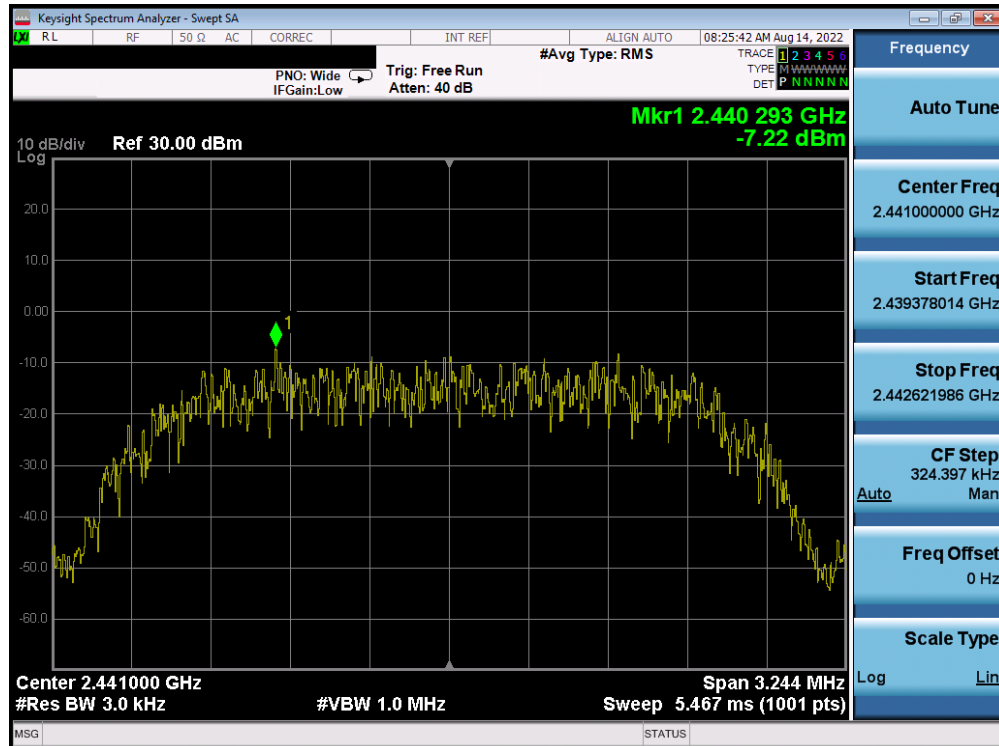 Keysight Spectrum Analyzer - Swept SA
LXI RL RF 50 Ω AC CORREC INT REF ALIGN AUTO 08:25:42 AM Aug 14, 2022
#Avg Type: RMS TRACE 1 2 3 4 5 6
PNO: Wide Trig: Free Run TYPE M WWWWW
IFGain:Low Atten: 40 dB DET P N N N N N
Mkr1 2.440 293 GHz
-7.22 dBm
10 dB/div Ref 30.00 dBm
Log
20.0
10.0
0.00
1
-10.0
-20.0
-30.0
-40.0
-50.0
-60.0
Center 2.441000 GHz Span 3.244 MHz
#Res BW 3.0 kHz #VBW 1.0 MHz Sweep 5.467 ms (1001 pts)
MSG STATUS
Frequency
Auto Tune
Center Freq
2.441000000 GHz
Start Freq
2.439378014 GHz
Stop Freq
2.442621986 GHz
CF Step
324.397 kHz
Auto Man
Freq Offset
0 Hz
Scale Type
Log Lin